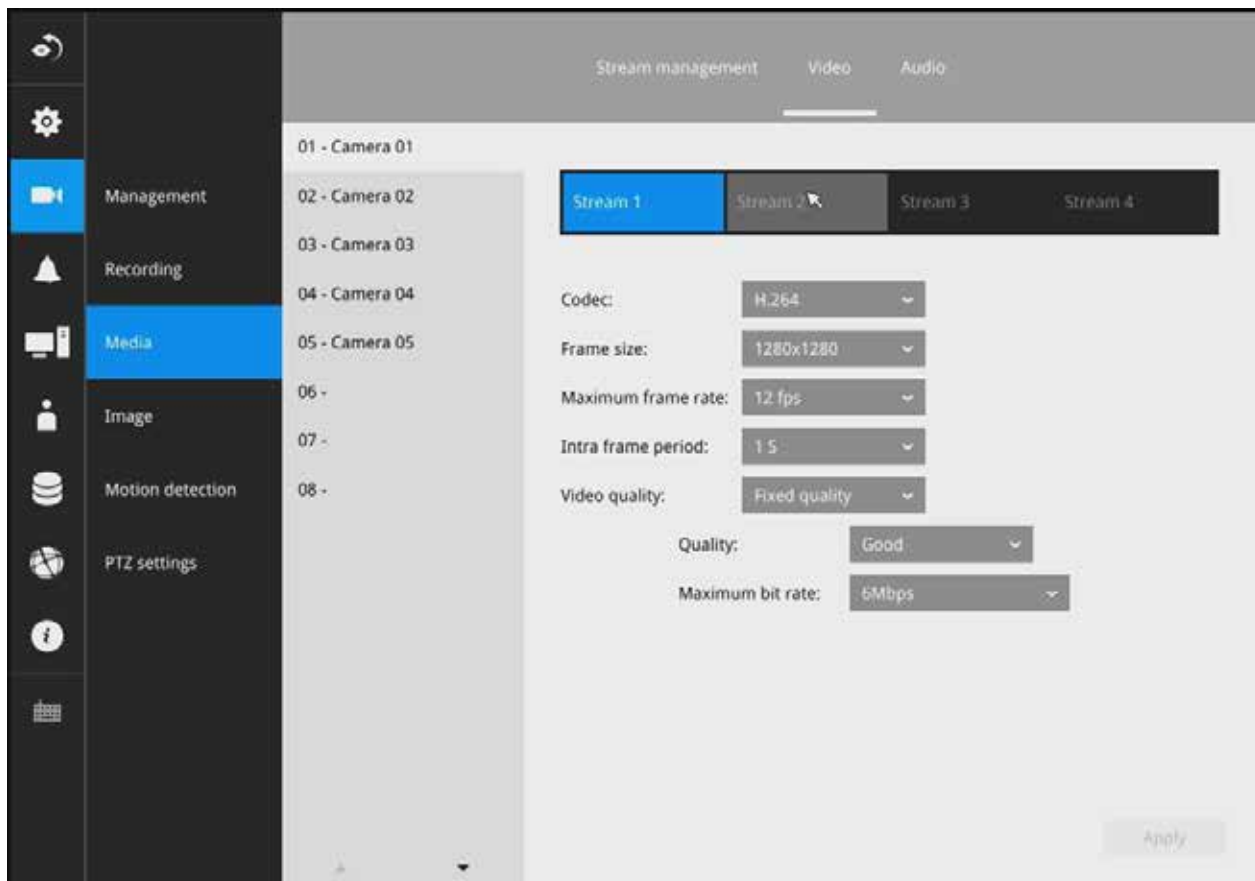 Stream management Video Audio
01 - Camera 01
Management
02 - Camera 02
Stream 1 Stream 2 Stream 3 Stream 4
03 - Camera 03
Recording
04 - Camera 04
Codec: H.264
Media
05 - Camera 05
Frame size: 1280x1280
06 -
Maximum frame rate: 12 fps
Image
07 -
Intra frame period: 1 S
Motion detection
08 -
Video quality: Fixed quality
Quality: Good
PTZ settings
Maximum bit rate: 6Mbps
i
Apply